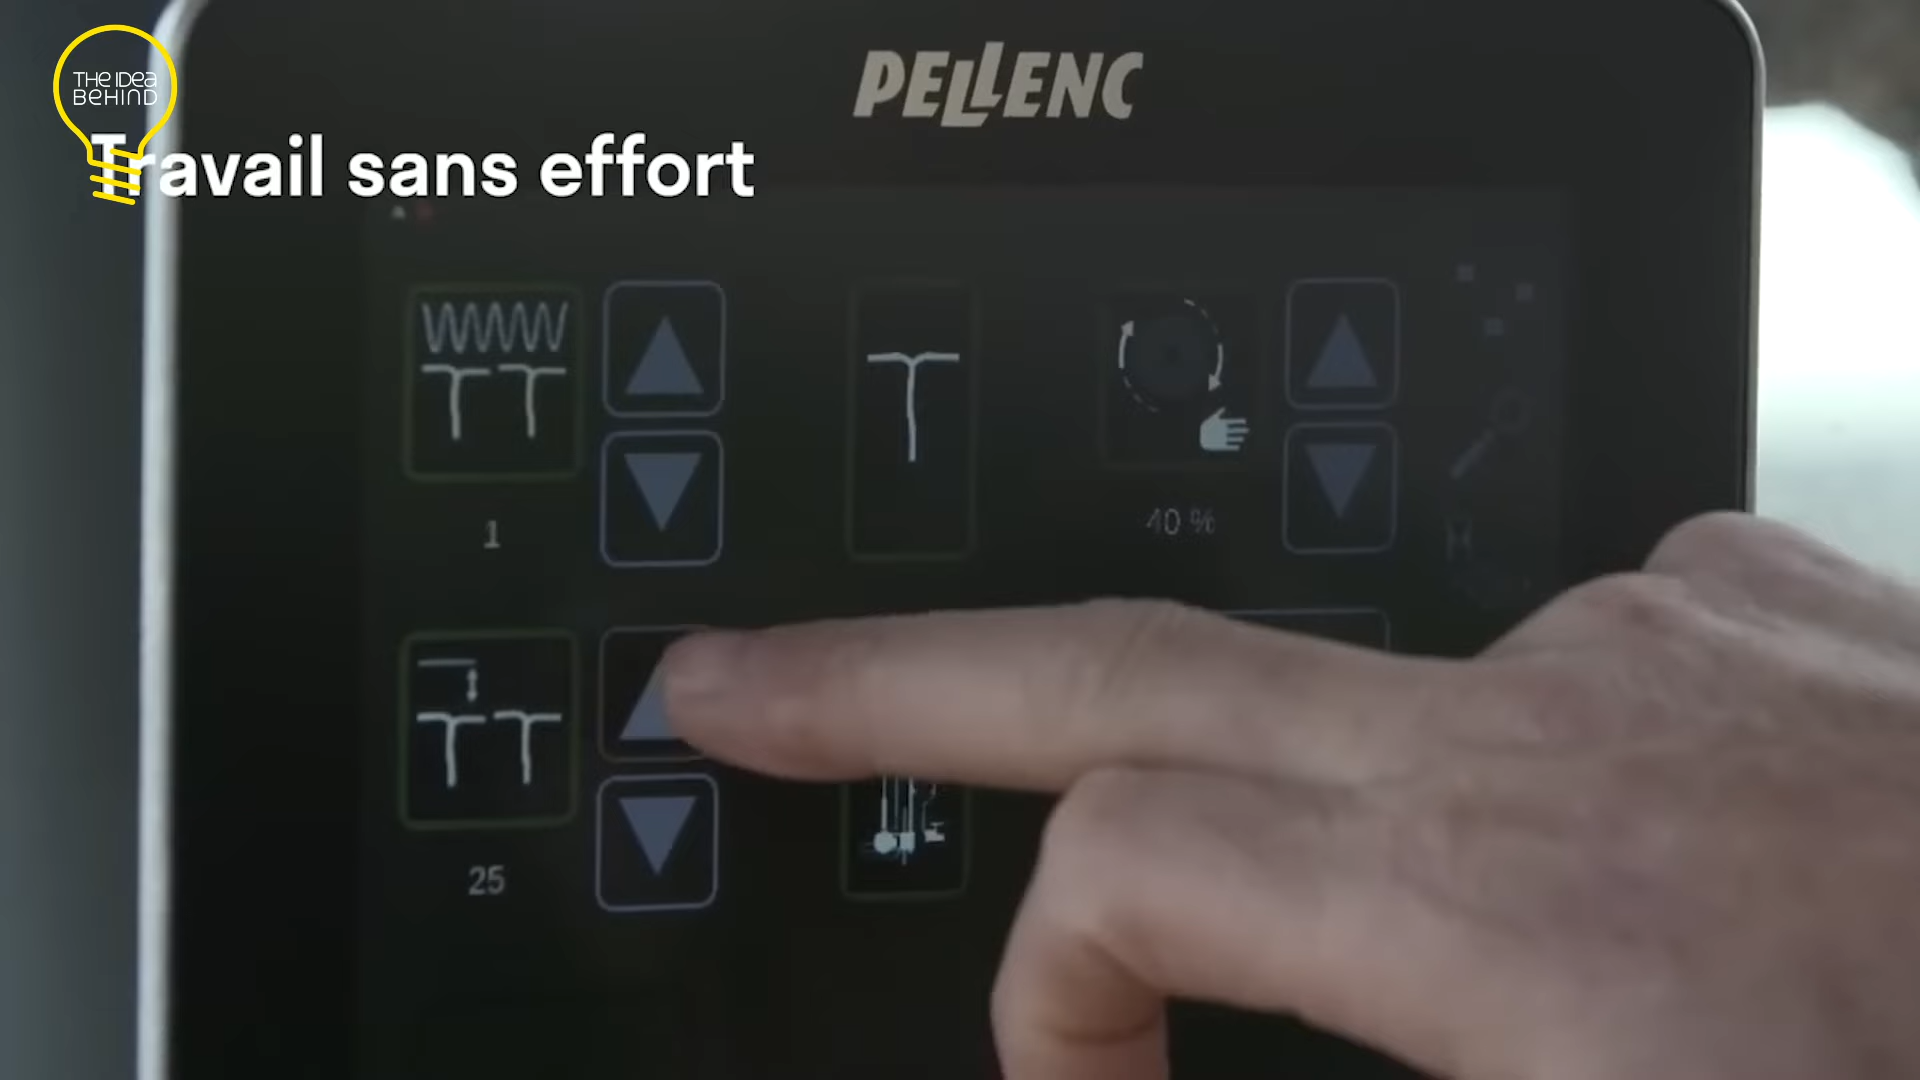 THE IDEA
BEHIND
PELLENC
Travail sans effort
1
40 %
25